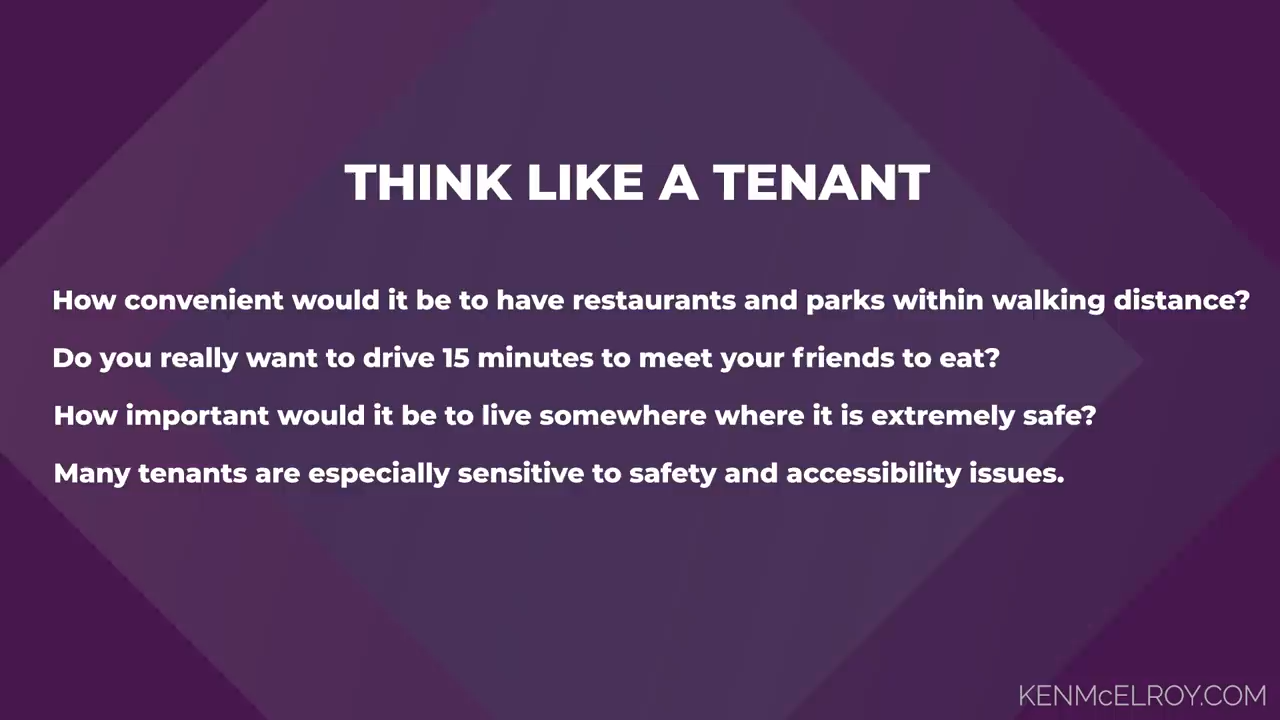 THINK LIKE A TENANT
How convenient would it be to have restaurants and parks within walking distance?
Do you really want to drive 15 minutes to meet your friends to eat?
How important would it be to live somewhere where it is extremely safe?
Many tenants are especially sensitive to safety and accessibility issues.
KENMcELROY.COM